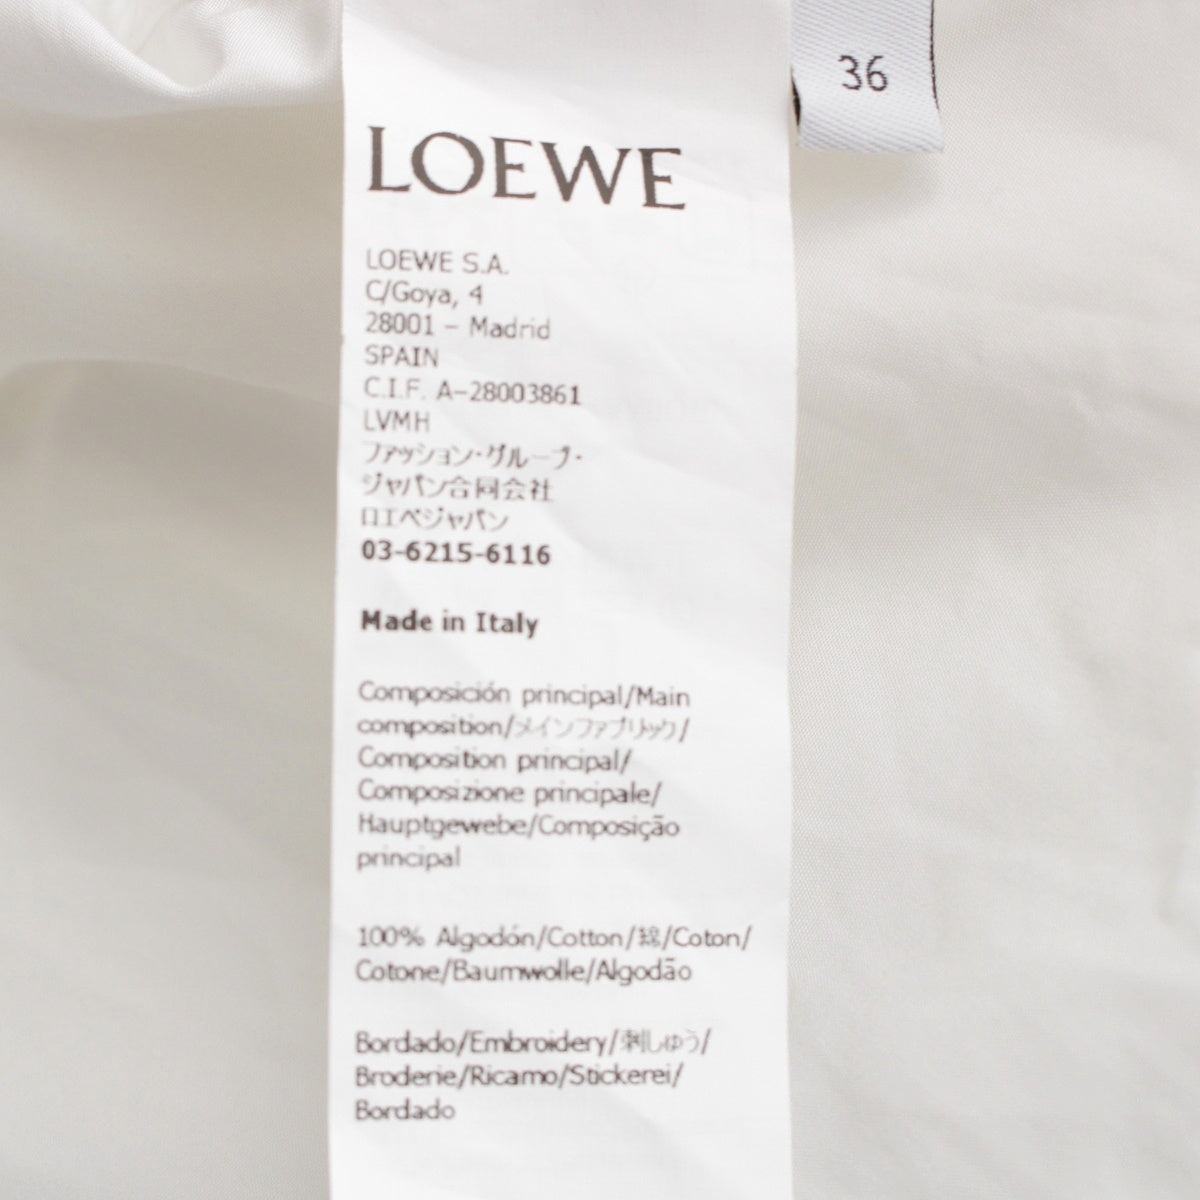 36
LOEWE
LOEWE S.A.
C/Goya, 4
28001 - Madrid
SPAIN
C.I.F. A-28003861
LVMH
ファッション・グループ・
ジャパン合同会社
ロエベジャパン
03-6215-6116
Made in Italy
Composición principal/Main
composition/メインファブリック/
Composition principal/
Composizione principale/
Hauptgewebe/Composição
principal
100% Algodón/Cotton/綿/Coton/
Cotone/Baumwolle/Algodão
Bordado/Embroidery/刺しゅう/
Broderie/Ricamo/Stickerei/
Bordado